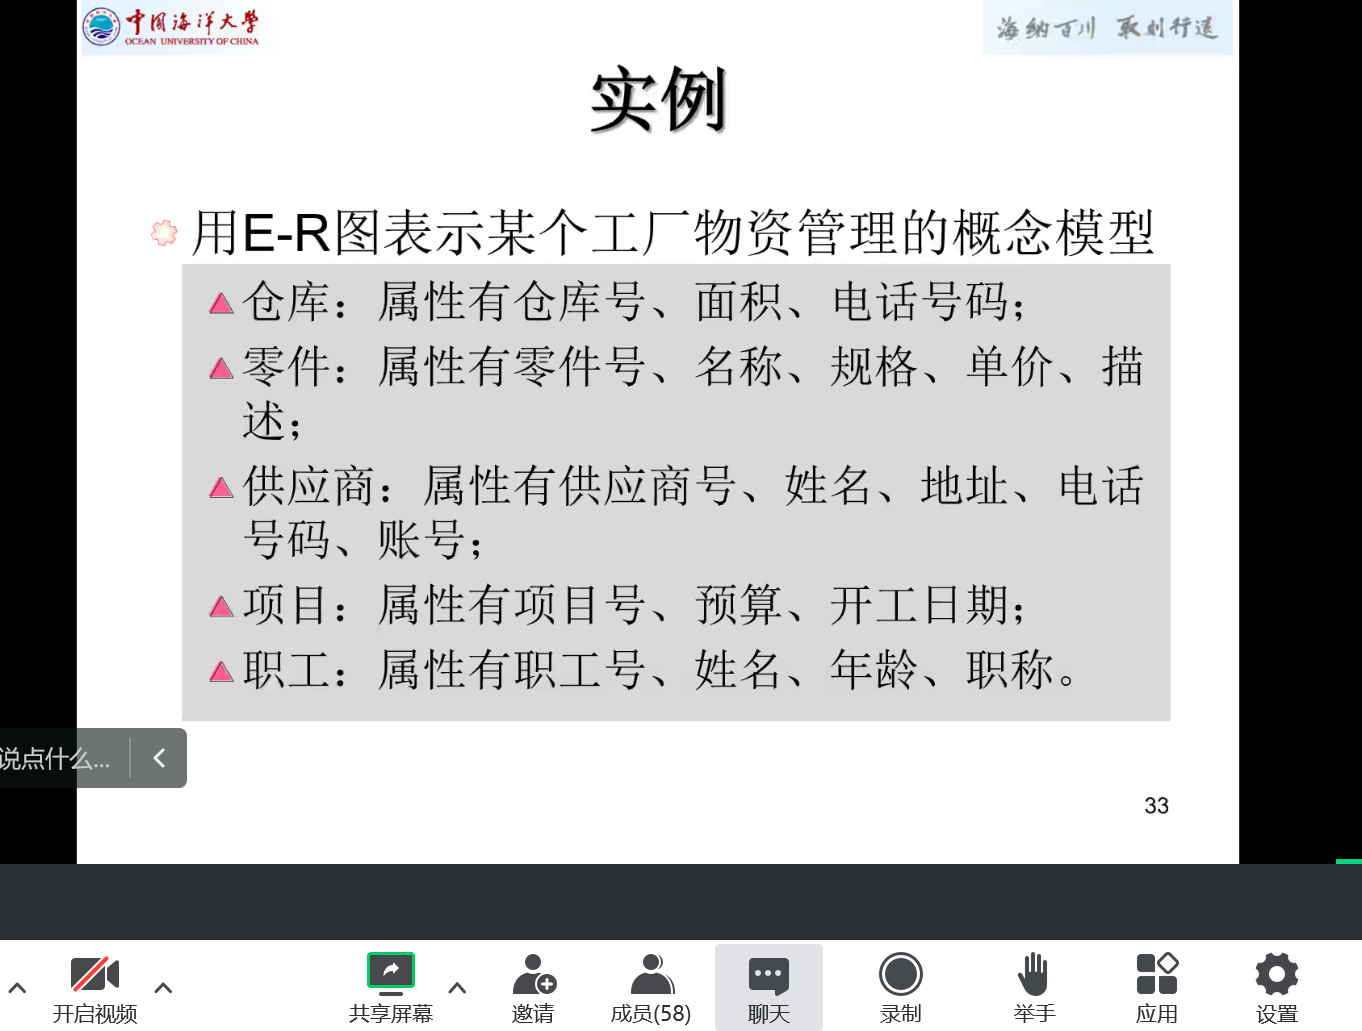 中国海洋大学
OCEAN UNIVERSITY OF CHINA
海纳百川 取则行远
实例
用E-R图表示某个工厂物资管理的概念模型
仓库：属性有仓库号、面积、电话号码；
零件：属性有零件号、名称、规格、单价、描
述；
供应商：属性有供应商号、姓名、地址、电话
号码、账号；
项目：属性有项目号、预算、开工日期；
职工：属性有职工号、姓名、年龄、职称。
说点什么...
33
开启视频
共享屏幕
邀请
成员(58)
聊天
录制
举手
应用
设置